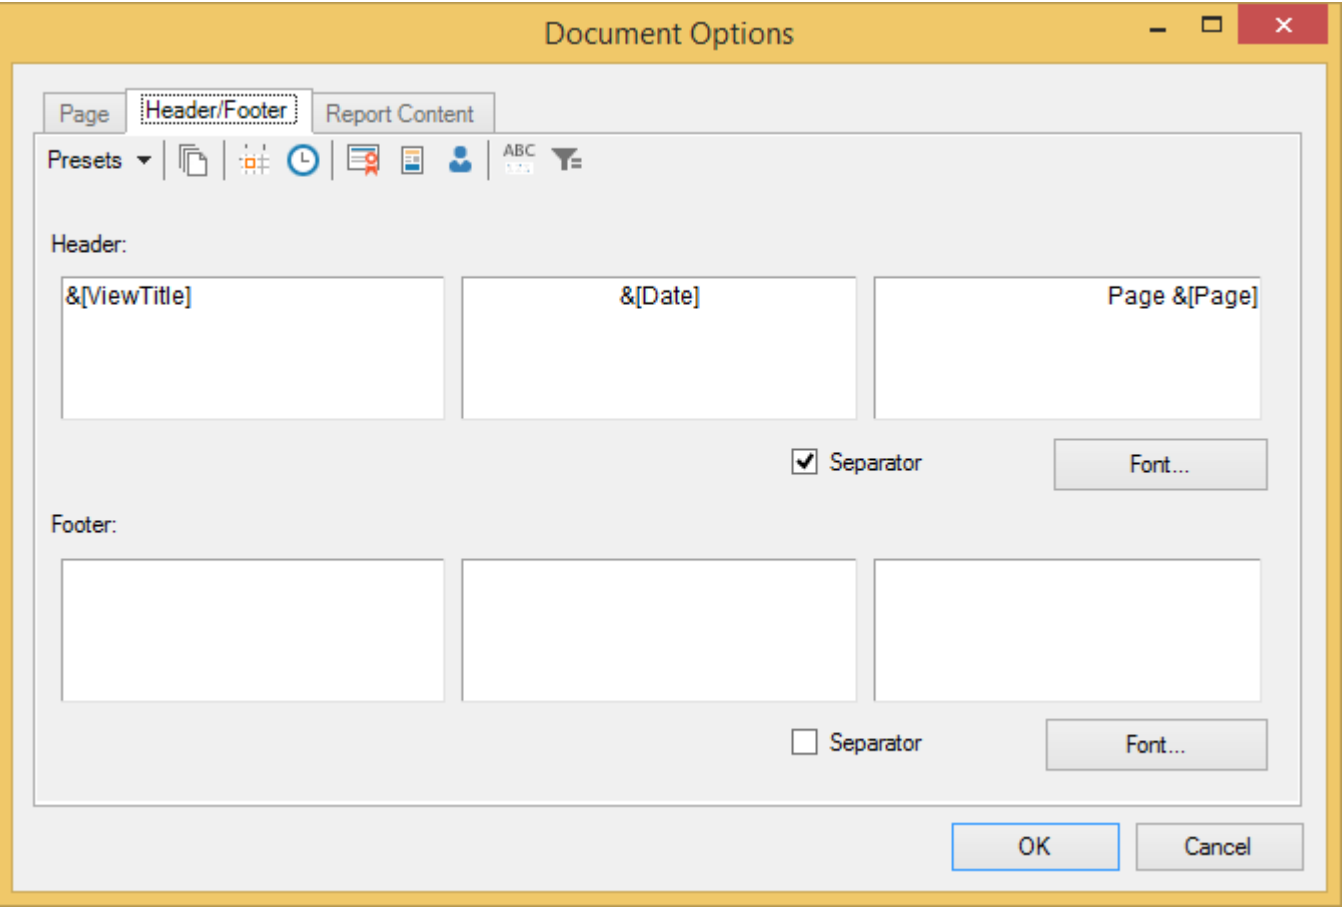 Document Options
Page Header/Footer Report Content
Presets ABC
Header:
&[ViewTitle] &[Date] Page &[Page]
Separator Font...
Footer:
Separator Font...
OK Cancel